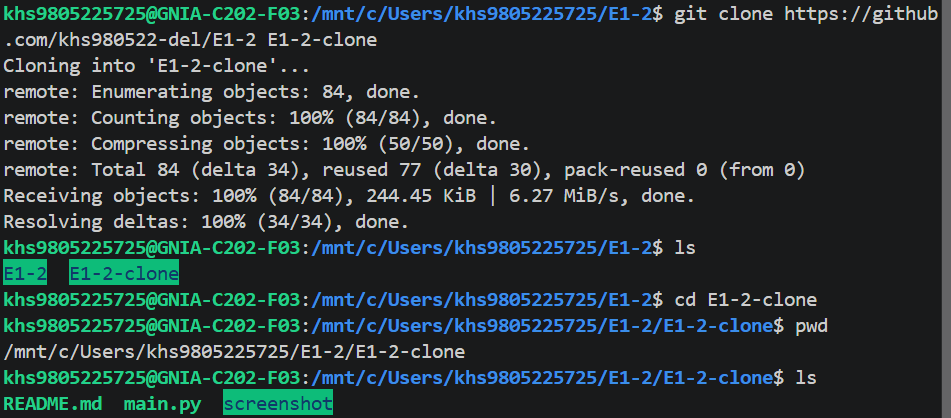 khs9805225725@GNIA-C202-F03:/mnt/c/Users/khs9805225725/E1-2$ git clone https://github
.com/khs980522-del/E1-2 E1-2-clone
Cloning into 'E1-2-clone'...
remote: Enumerating objects: 84, done.
remote: Counting objects: 100% (84/84), done.
remote: Compressing objects: 100% (50/50), done.
remote: Total 84 (delta 34), reused 77 (delta 30), pack-reused 0 (from 0)
Receiving objects: 100% (84/84), 244.45 KiB | 6.27 MiB/s, done.
Resolving deltas: 100% (34/34), done.
khs9805225725@GNIA-C202-F03:/mnt/c/Users/khs9805225725/E1-2$ ls
E1-2  E1-2-clone
khs9805225725@GNIA-C202-F03:/mnt/c/Users/khs9805225725/E1-2$ cd E1-2-clone
khs9805225725@GNIA-C202-F03:/mnt/c/Users/khs9805225725/E1-2/E1-2-clone$ pwd
/mnt/c/Users/khs9805225725/E1-2/E1-2-clone
khs9805225725@GNIA-C202-F03:/mnt/c/Users/khs9805225725/E1-2/E1-2-clone$ ls
README.md  main.py  screenshot